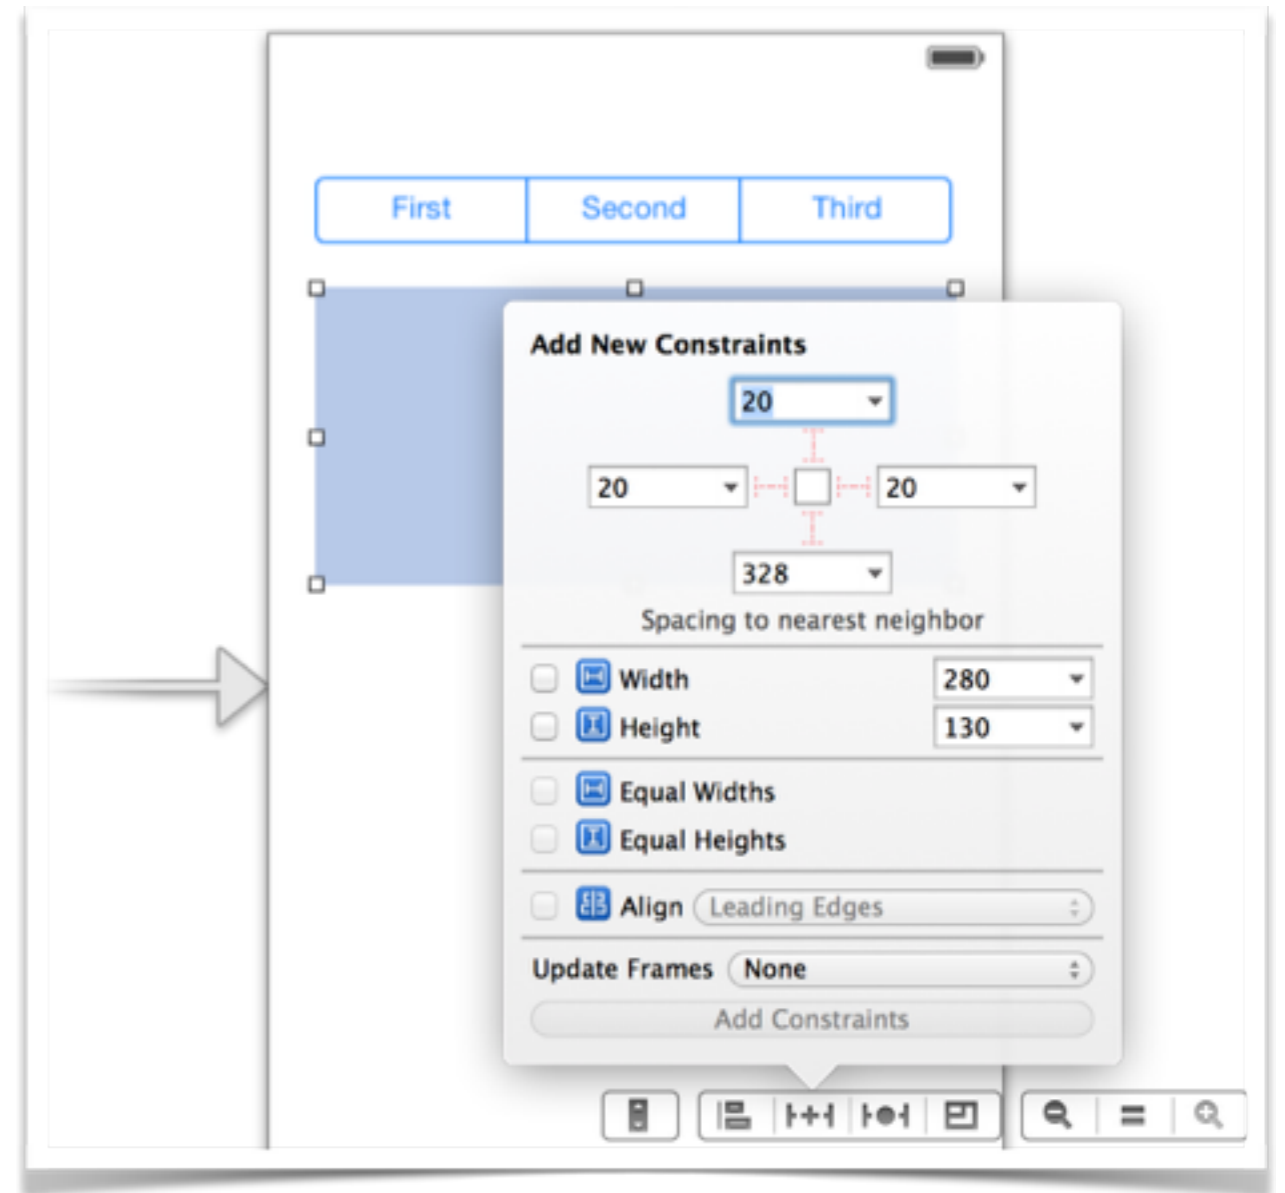 First Second Third
Add New Constraints
20
20 20
328
Spacing to nearest neighbor
Width 280
Height 130
Equal Widths
Equal Heights
Align Leading Edges
Update Frames None
Add Constraints